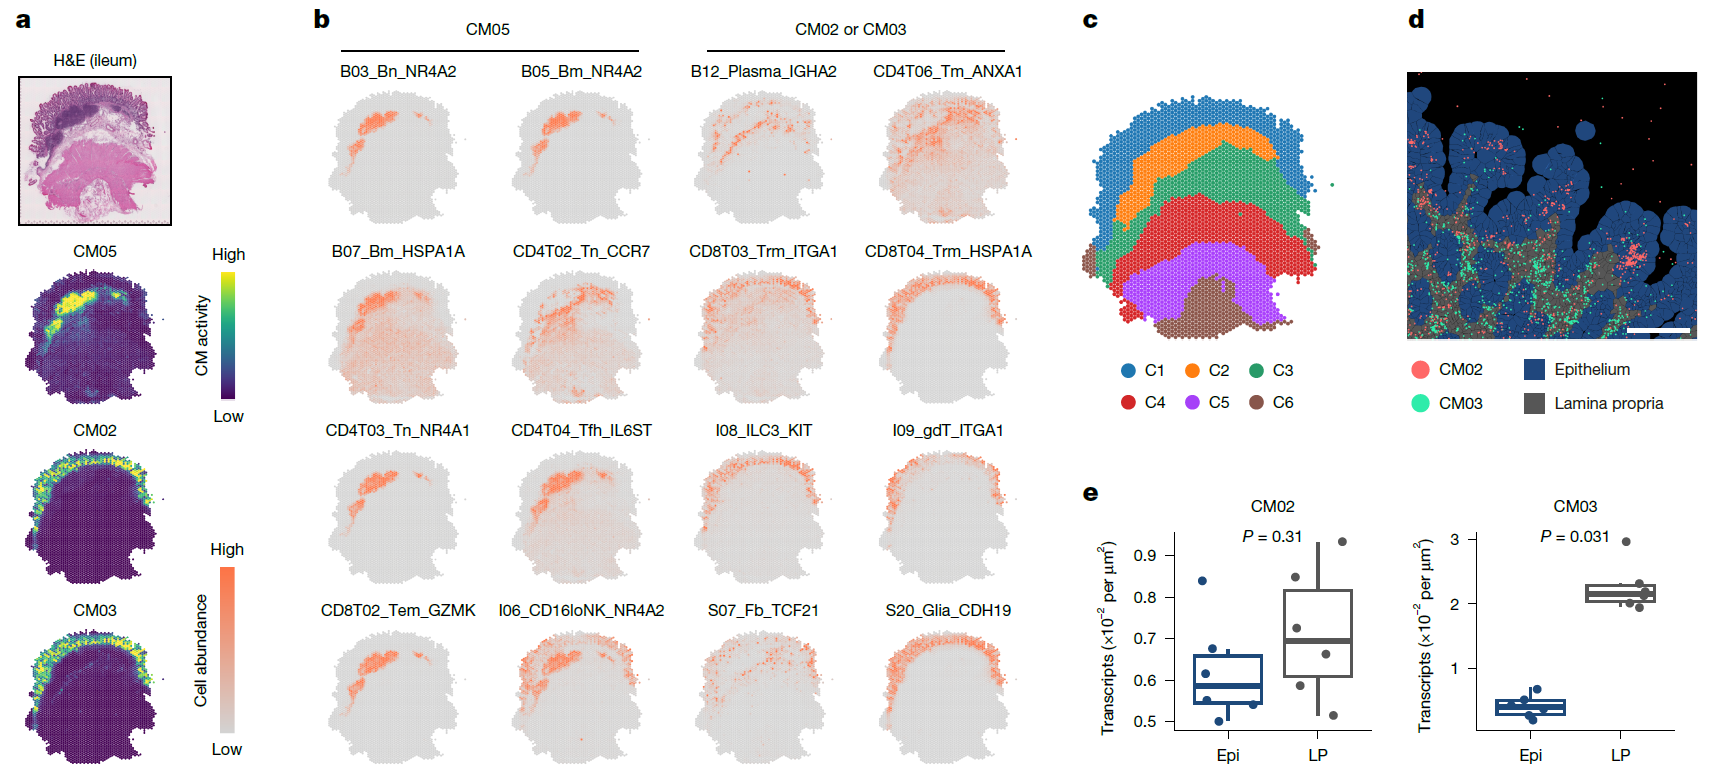 a
H&E (ileum)
CM05
High
CM activity
Low
CM02
High
CM03
Cell abundance
Low
b
CM05
CM02 or CM03
B03_Bn_NR4A2
B05_Bm_NR4A2
B12_Plasma_IGHA2
CD4T06_Tm_ANXA1
B07_Bm_HSPA1A
CD4T02_Tn_CCR7
CD8T03_Trm_ITGA1
CD8T04_Trm_HSPA1A
CD4T03_Tn_NR4A1
CD4T04_Tfh_IL6ST
I08_ILC3_KIT
I09_gdT_ITGA1
CD8T02_Tem_GZMK
I06_CD16loNK_NR4A2
S07_Fb_TCF21
S20_Glia_CDH19
c
C1 C2 C3
C4 C5 C6
d
CM02 Epithelium
CM03 Lamina propria
e
CM02
P = 0.31
Transcripts (×10⁻² per μm²)
0.9
0.8
0.7
0.6
0.5
Epi LP
CM03
P = 0.031
Transcripts (×10⁻² per μm²)
3
2
1
Epi LP